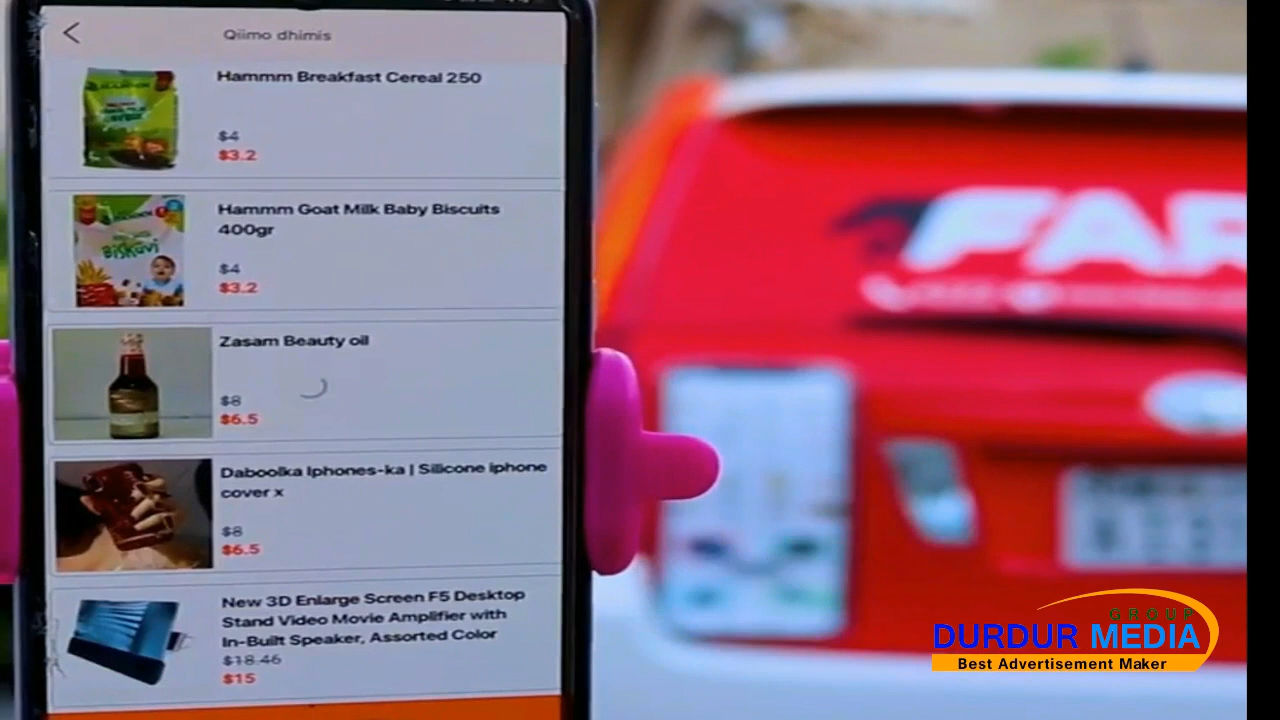 Qiimo dhimis
Hammm Breakfast Cereal 250
$4
$3.2
Hammm Goat Milk Baby Biscuits
400gr
$4
$3.2
Zasam Beauty oil
$8
$6.5
Daboolka Iphones-ka | Silicone iphone
cover x
$8
$6.5
New 3D Enlarge Screen F5 Desktop
Stand Video Movie Amplifier with
In-Built Speaker, Assorted Color
$18.46
$15
FAR
GROUP
DURDUR MEDIA
Best Advertisement Maker